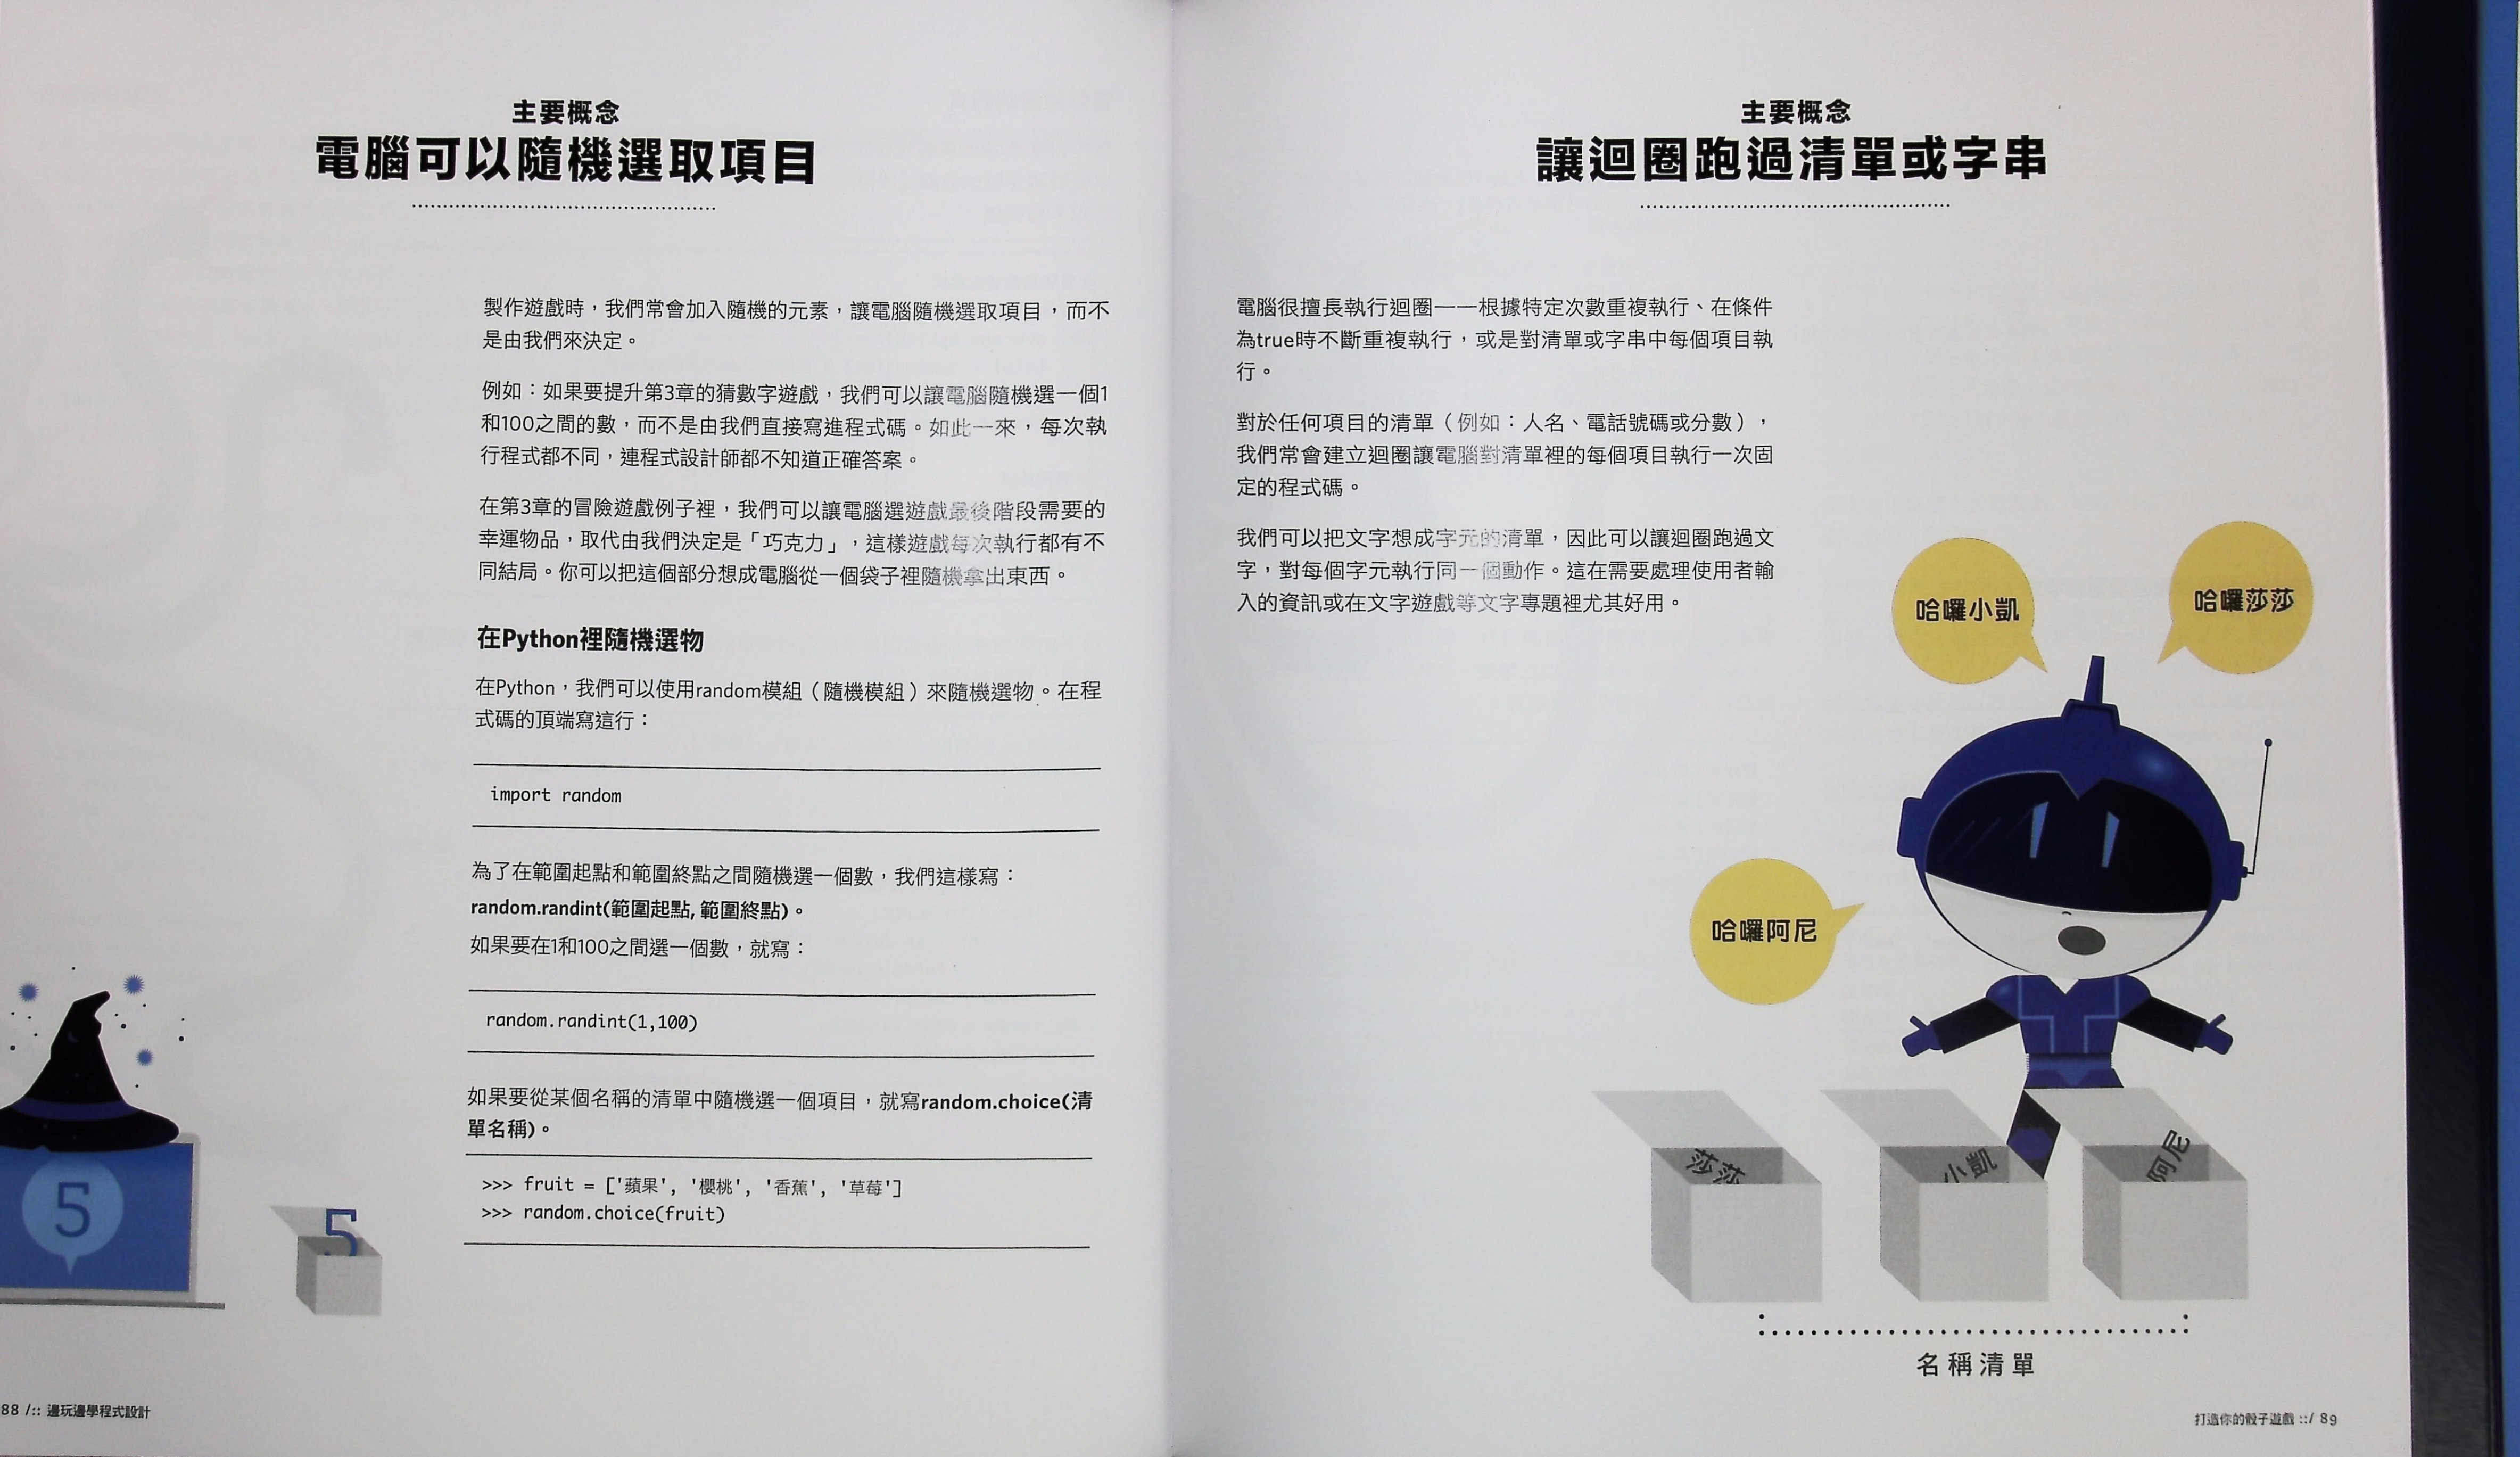 主要概念
電腦可以隨機選取項目
製作遊戲時，我們常會加入隨機的元素，讓電腦隨機選取項目，而不
是由我們來決定。
例如：如果要提升第3章的猜數字遊戲，我們可以讓電腦隨機選一個1
和100之間的數，而不是由我們直接寫進程式碼。如此一來，每次執
行程式都不同，連程式設計師都不知道正確答案。
在第3章的冒險遊戲例子裡，我們可以讓電腦選遊戲最後階段需要的
幸運物品，取代由我們決定是「巧克力」，這樣遊戲每次執行都有不
同結局。你可以把這個部分想成電腦從一個袋子裡隨機拿出東西。
在Python裡隨機選物
在Python，我們可以使用random模組（隨機模組）來隨機選物。在程
式碼的頂端寫這行：
import random
為了在範圍起點和範圍終點之間隨機選一個數，我們這樣寫：
random.randint(範圍起點, 範圍終點)。
如果要在1和100之間選一個數，就寫：
random.randint(1,100)
如果要從某個名稱的清單中隨機選一個項目，就寫random.choice(清
單名稱)。
>>> fruit = ['蘋果', '櫻桃', '香蕉', '草莓']
>>> random.choice(fruit)
5
5
88 /:: 邊玩邊學程式設計
主要概念
讓迴圈跑過清單或字串
電腦很擅長執行迴圈——根據特定次數重複執行、在條件
為true時不斷重複執行，或是對清單或字串中每個項目執
行。
對於任何項目的清單（例如：人名、電話號碼或分數），
我們常會建立迴圈讓電腦對清單裡的每個項目執行一次固
定的程式碼。
我們可以把文字想成字元的清單，因此可以讓迴圈跑過文
字，對每個字元執行同一個動作。這在需要處理使用者輸
入的資訊或在文字遊戲等文字專題裡尤其好用。
哈囉小凱
哈囉莎莎
哈囉阿尼
莎莎
小凱
阿尼
名稱清單
打造你的骰子遊戲 ::/ 89